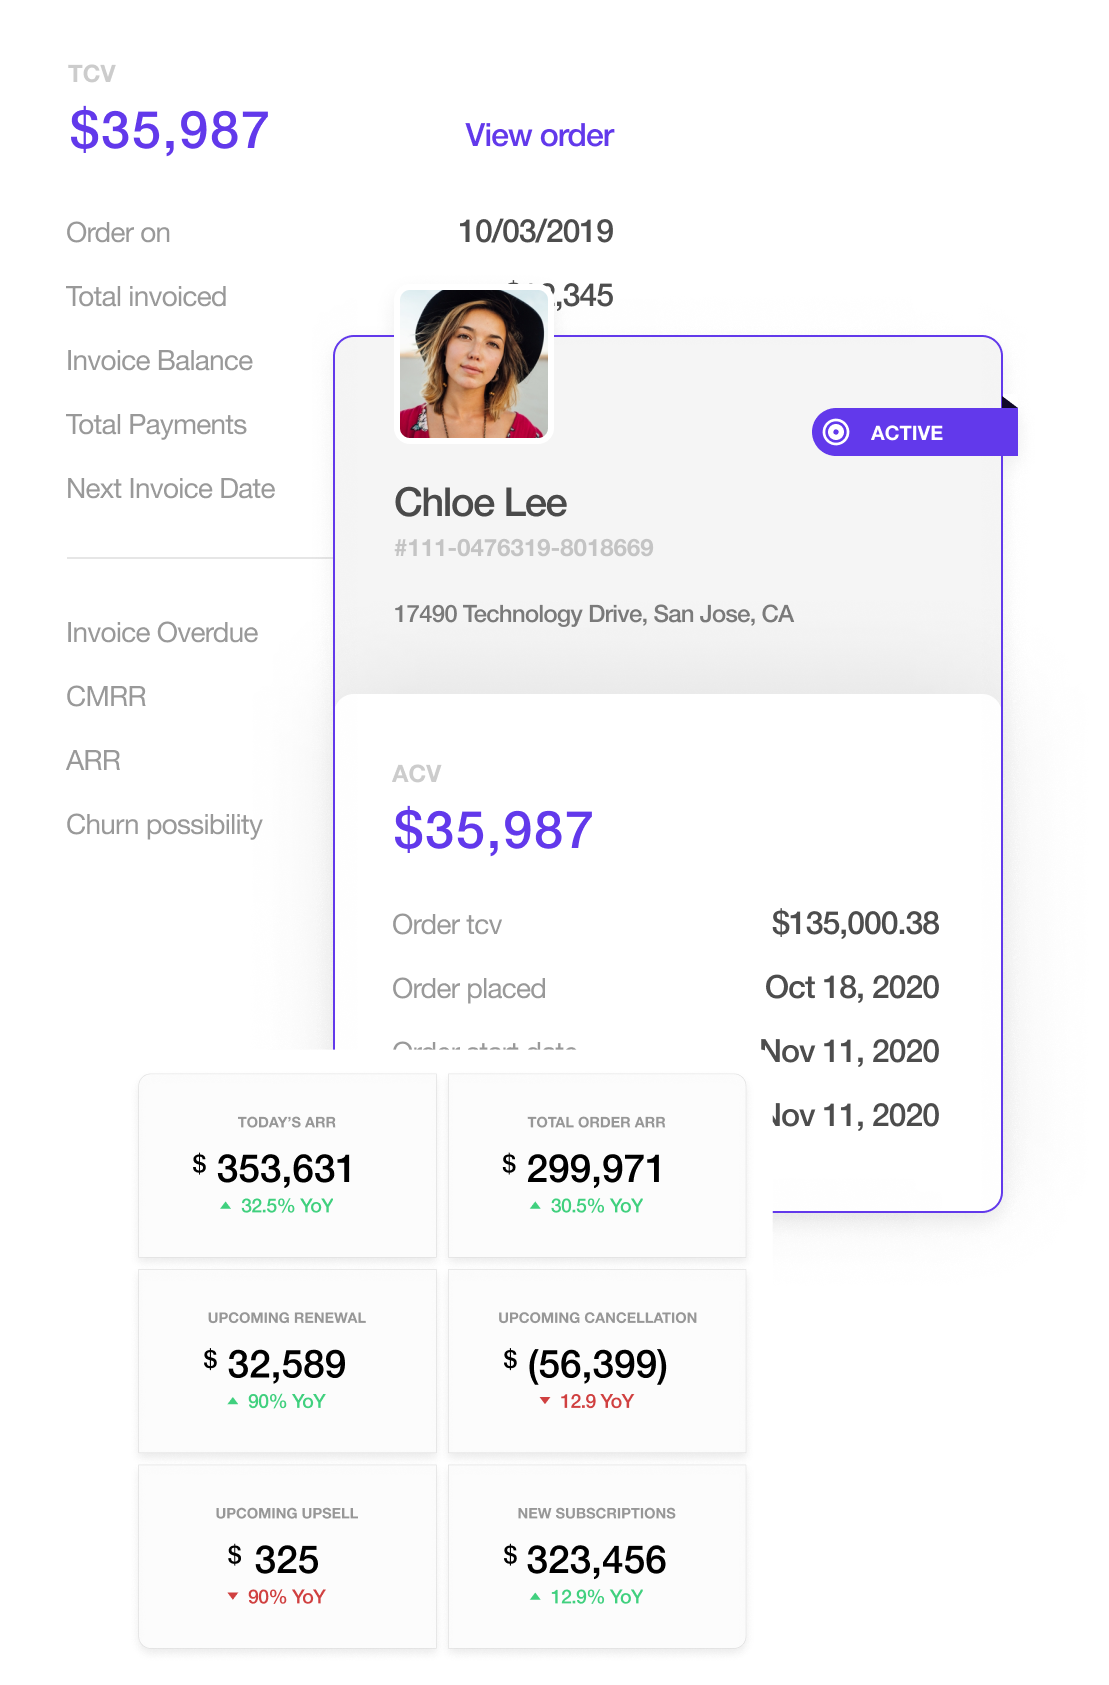 TCV
$35,987
View order
Order on 10/03/2019
Total invoiced ,345
Invoice Balance
Total Payments
Next Invoice Date
Invoice Overdue
CMRR
ARR
Churn possibility
ACTIVE
Chloe Lee
#111-0476319-8018669
17490 Technology Drive, San Jose, CA
ACV
$35,987
Order tcv $135,000.38
Order placed Oct 18, 2020
Order start date Nov 11, 2020
Nov 11, 2020
TODAY'S ARR
$ 353,631
▲ 32.5% YoY
TOTAL ORDER ARR
$ 299,971
▲ 30.5% YoY
UPCOMING RENEWAL
$ 32,589
▲ 90% YoY
UPCOMING CANCELLATION
$ (56,399)
▼ 12.9 YoY
UPCOMING UPSELL
$ 325
▼ 90% YoY
NEW SUBSCRIPTIONS
$ 323,456
▲ 12.9% YoY